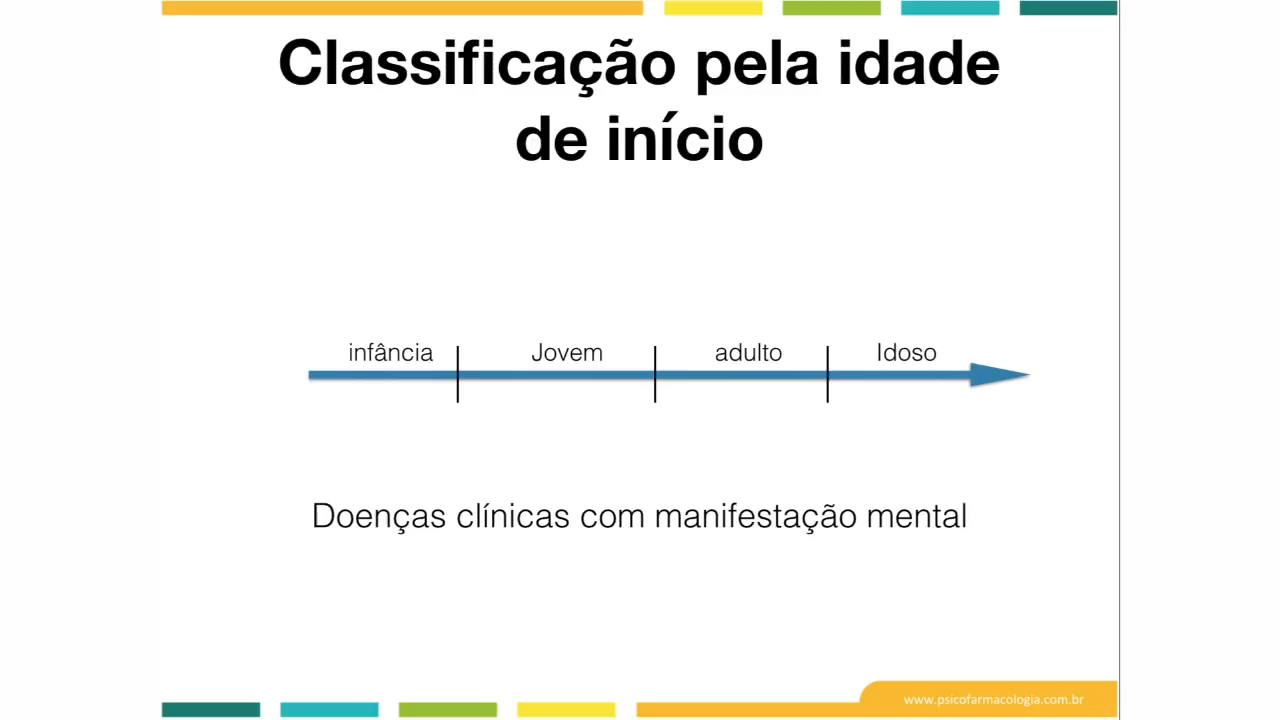 Classificação pela idade
de início
infância Jovem adulto Idoso
Doenças clínicas com manifestação mental
www.psicofarmacologia.com.br